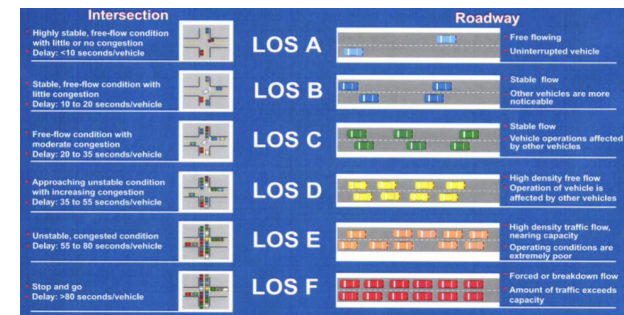 Intersection
Roadway
Highly stable, free-flow condition
with little or no congestion
Delay: <10 seconds/vehicle
LOS A
Free flowing
Uninterrupted vehicle
Stable, free-flow condition with
little congestion
Delay: 10 to 20 seconds/vehicle
LOS B
Stable flow
Other vehicles are more
noticeable
Free-flow condition with
moderate congestion
Delay: 20 to 35 seconds/vehicle
LOS C
Stable flow
Vehicle operations affected
by other vehicles
Approaching unstable condition
with increasing congestion
Delay: 35 to 55 seconds/vehicle
LOS D
High density free flow
Operation of vehicle is
affected by other vehicles
Unstable, congested condition
Delay: 55 to 80 seconds/vehicle
LOS E
High density traffic flow,
nearing capacity
Operating conditions are
extremely poor
Stop and go
Delay: >80 seconds/vehicle
LOS F
Forced or breakdown flow
Amount of traffic exceeds
capacity